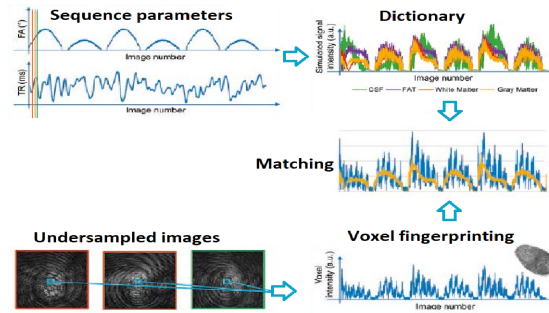 Sequence parameters
FA (°)
Image number
TR (ms)
Image number
Dictionary
Simulated signal
intensity (a.u.)
Image number
CSF FAT White Matter Gray Matter
Matching
Undersampled images
Voxel fingerprinting
Voxel
intensity (a.u.)
Image number